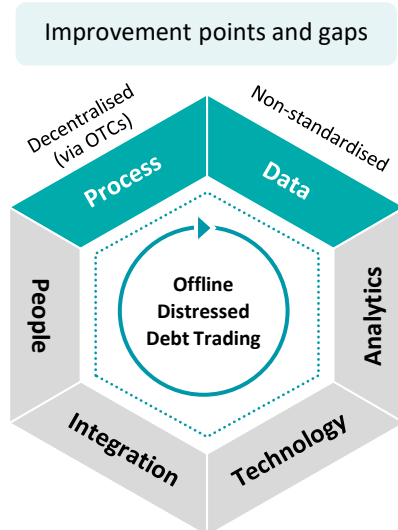 Improvement points and gaps
Decentralised
(via OTCs)
Non-standardised
Process
Data
People
Analytics
Offline
Distressed
Debt Trading
Integration
Technology